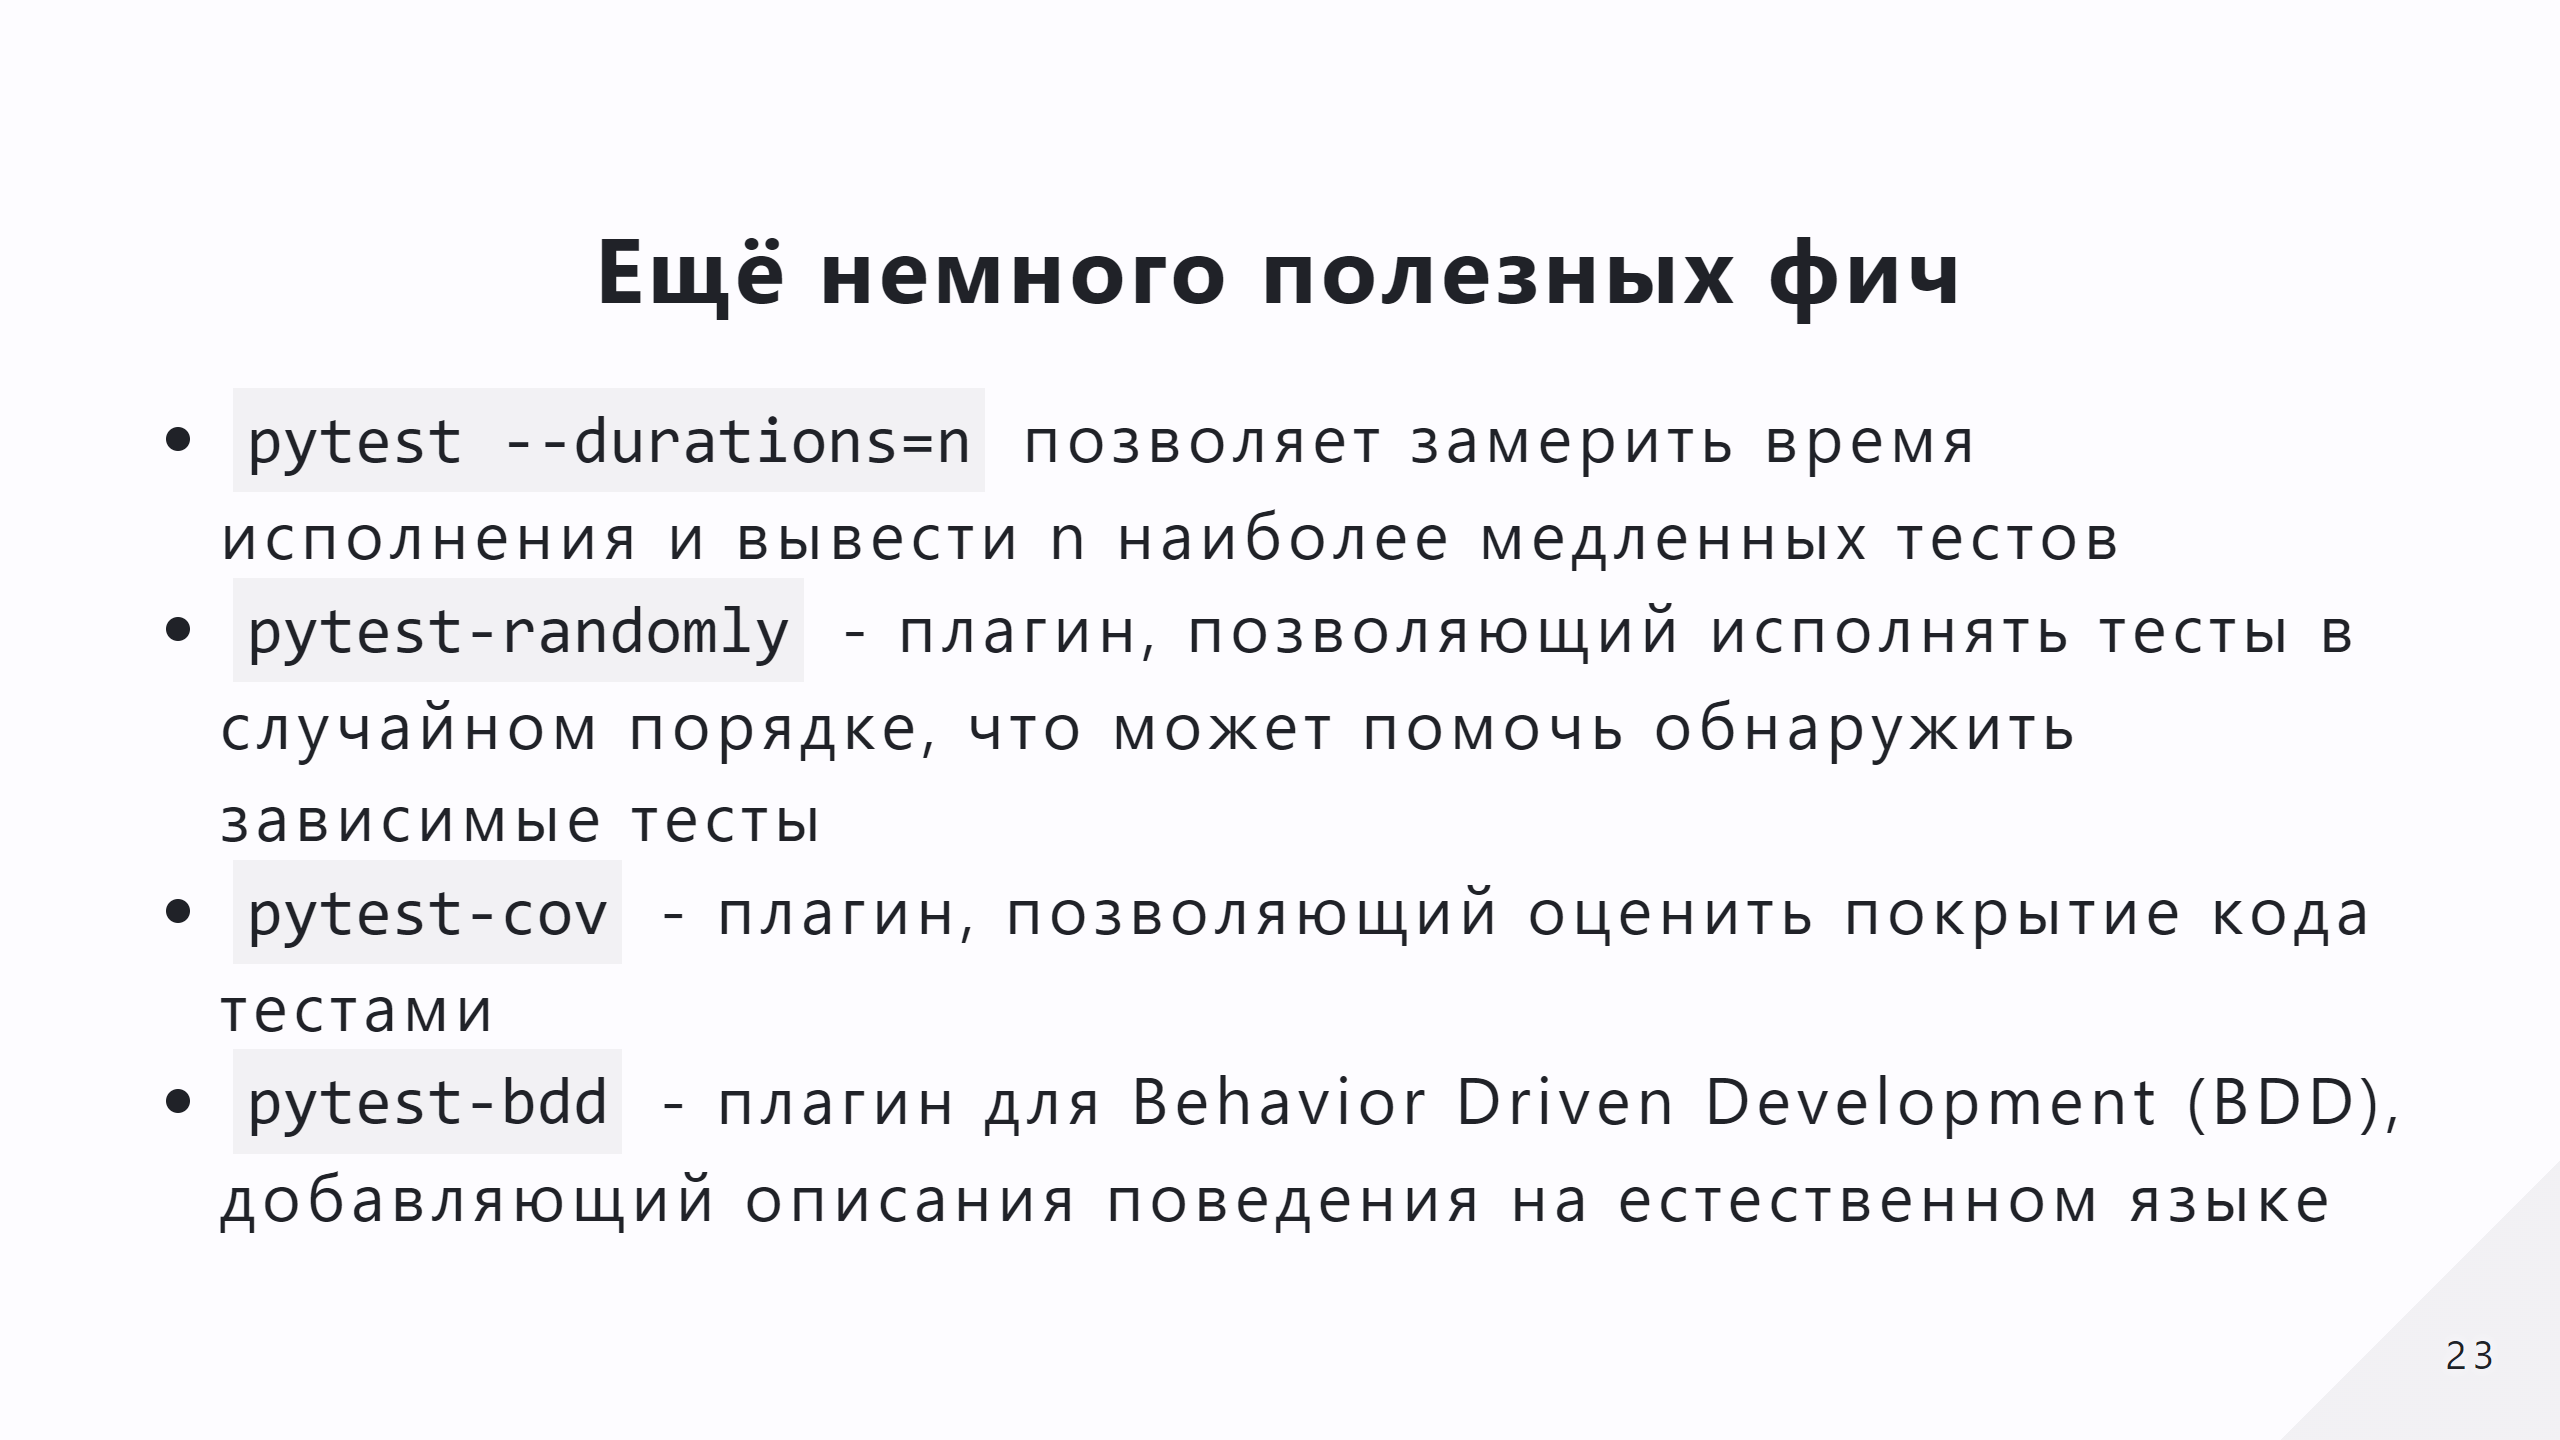 Ещё немного полезных фич
• pytest --durations=n позволяет замерить время
исполнения и вывести n наиболее медленных тестов
• pytest-randomly - плагин, позволяющий исполнять тесты в
случайном порядке, что может помочь обнаружить
зависимые тесты
• pytest-cov - плагин, позволяющий оценить покрытие кода
тестами
• pytest-bdd - плагин для Behavior Driven Development (BDD),
добавляющий описания поведения на естественном языке
23